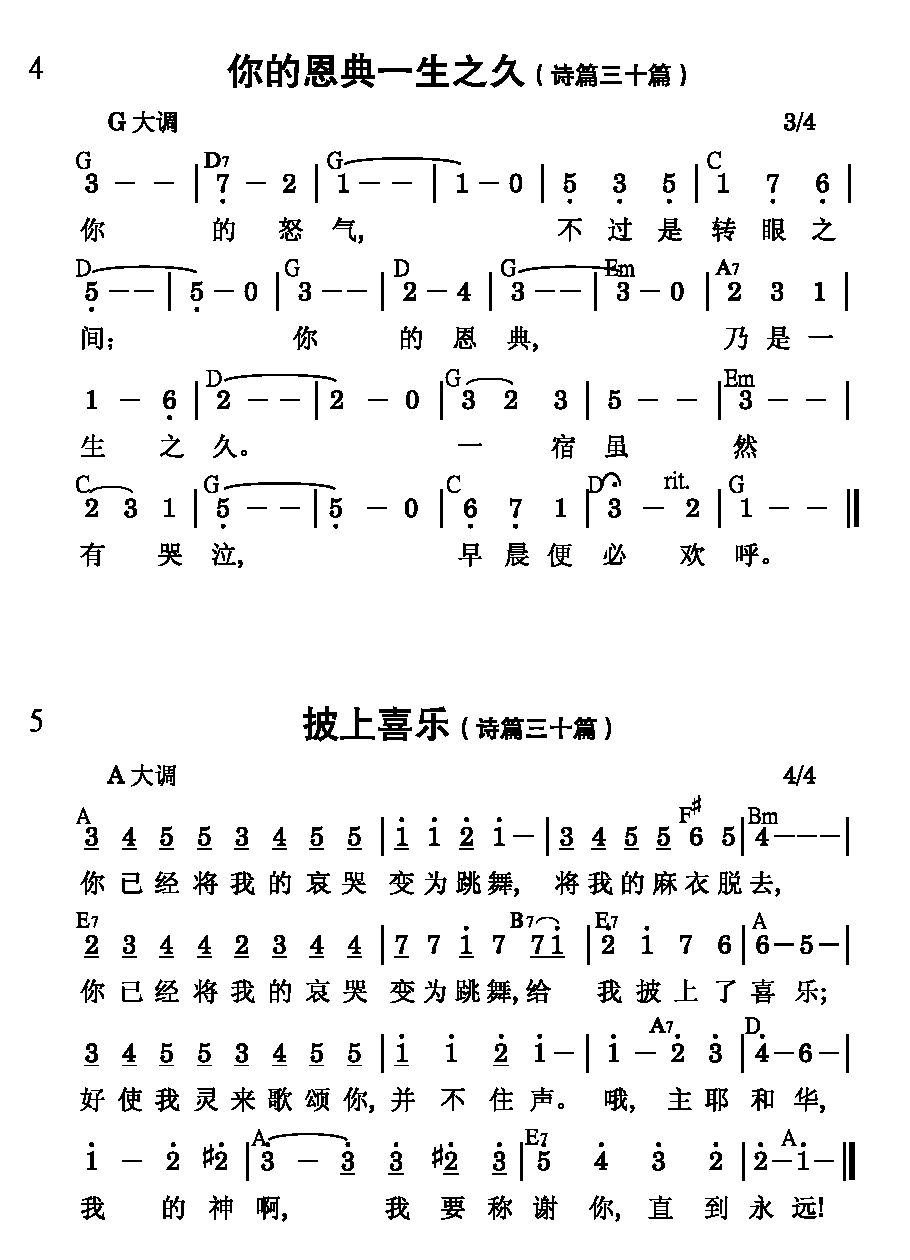 4 你的恩典一生之久（诗篇三十篇）
G 大调 3/4
G D7 G C
3 － － | 7 － 2 | 1 － － | 1 － 0 | 5 3 5 | 1 7 6 |
你 的 怒 气, 不 过 是 转 眼 之
D G D G Em A7
5 － － | 5 － 0 | 3 － － | 2 － 4 | 3 － － | 3 － 0 | 2 3 1 |
间; 你 的 恩 典, 乃 是 一
D G Em
1 － 6 | 2 － － | 2 － 0 | 3 2 3 | 5 － － | 3 － － |
生 之 久。 一 宿 虽 然
C G C D rit. G
2 3 1 | 5 － － | 5 － 0 | 6 7 1 | 3 － 2 | 1 － － ‖
有 哭 泣, 早 晨 便 必 欢 呼。
5 披上喜乐（诗篇三十篇）
A 大调 4/4
A F# Bm
3 4 5 5 3 4 5 5 | 1 1 2 1 － | 3 4 5 5 6 5 | 4 － － － |
你 已 经 将 我 的 哀 哭 变 为 跳 舞, 将 我 的 麻 衣 脱 去,
E7 B7 E7 A
2 3 4 4 2 3 4 4 | 7 7 1 7 7 1 | 2 1 7 6 | 6 － 5 － |
你 已 经 将 我 的 哀 哭 变 为 跳 舞, 给 我 披 上 了 喜 乐;
A7 D
3 4 5 5 3 4 5 5 | 1 1 2 1 － | 1 － 2 3 | 4 － 6 － |
好 使 我 灵 来 歌 颂 你, 并 不 住 声。 哦, 主 耶 和 华,
A E7 A
1 － 2 #2 | 3 － 3 3 #2 3 | 5 4 3 2 | 2 － 1 － ‖
我 的 神 啊, 我 要 称 谢 你, 直 到 永 远!